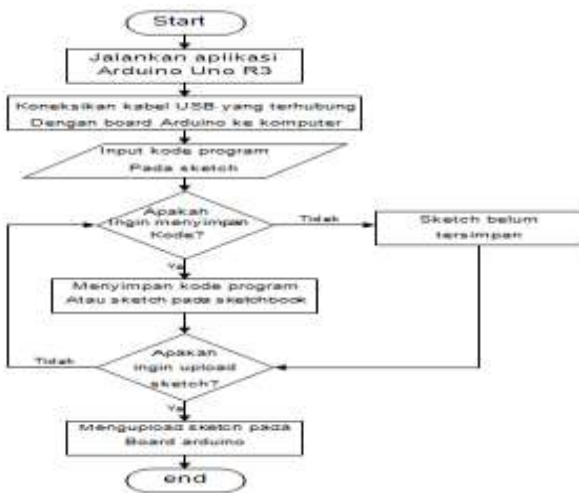 Start
Jalankan aplikasi
Arduino Uno R3
Koneksikan kabel USB yang terhubung
Dengan board Arduino ke komputer
Input kode program
Pada sketch
Apakah
Ingin menyimpan
Kode?
Tidak
Sketch belum
tersimpan
Ya
Menyimpan kode program
Atau sketch pada sketchbook
Apakah
ingin upload
sketch?
Tidak
Ya
Mengupload sketch pada
Board arduino
end